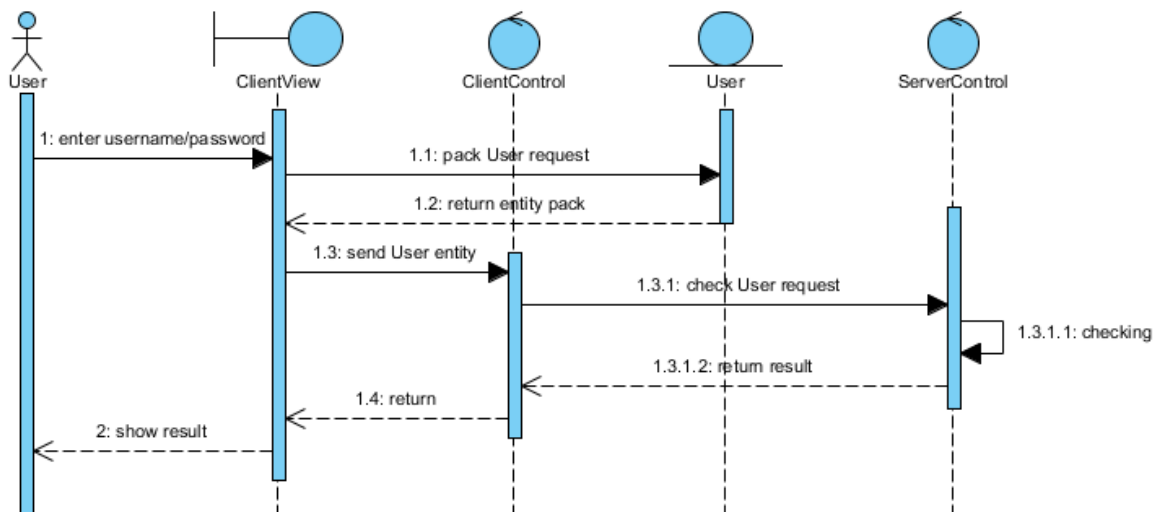 User
ClientView
ClientControl
User
ServerControl
1: enter username/password
1.1: pack User request
1.2: return entity pack
1.3: send User entity
1.3.1: check User request
1.3.1.1: checking
1.3.1.2: return result
1.4: return
2: show result